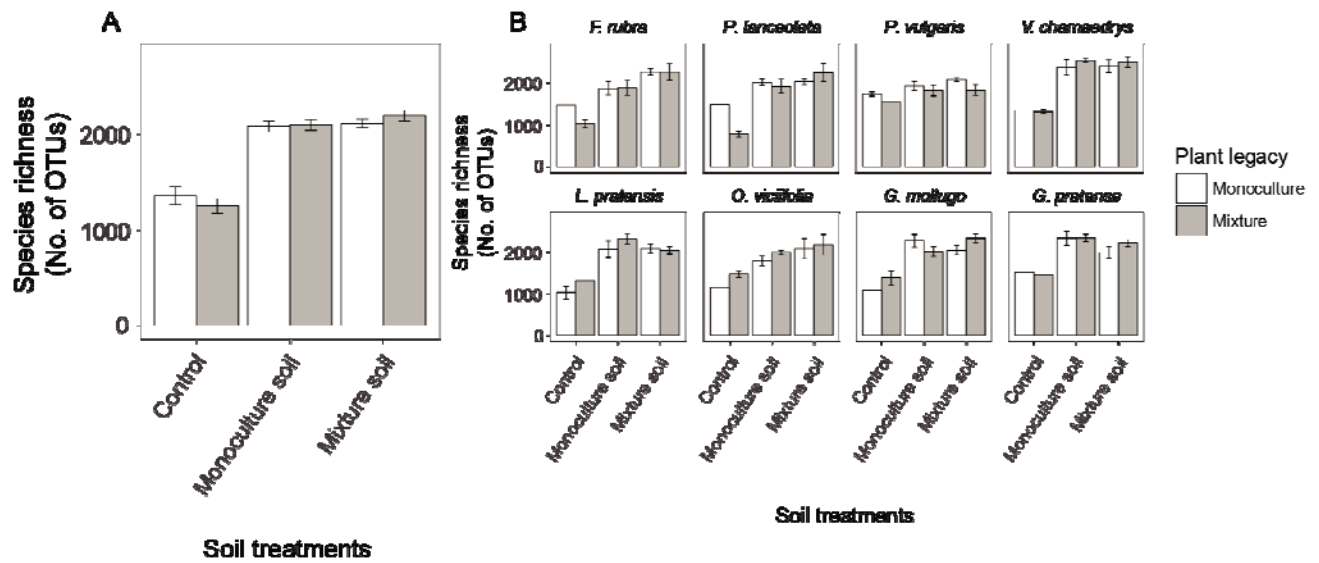 A
Species richness
(No. of OTUs)
2000
1000
0
Control
Monoculture soil
Mixture soil
Soil treatments
B
F. rubra
P. lanceolata
P. vulgaris
V. chamaedrys
Species richness
(No. of OTUs)
2000
1000
0
L. pratensis
O. viciifolia
G. mollugo
G. pratense
2000
1000
0
Control
Monoculture soil
Mixture soil
Control
Monoculture soil
Mixture soil
Control
Monoculture soil
Mixture soil
Control
Monoculture soil
Mixture soil
Soil treatments
Plant legacy
Monoculture
Mixture